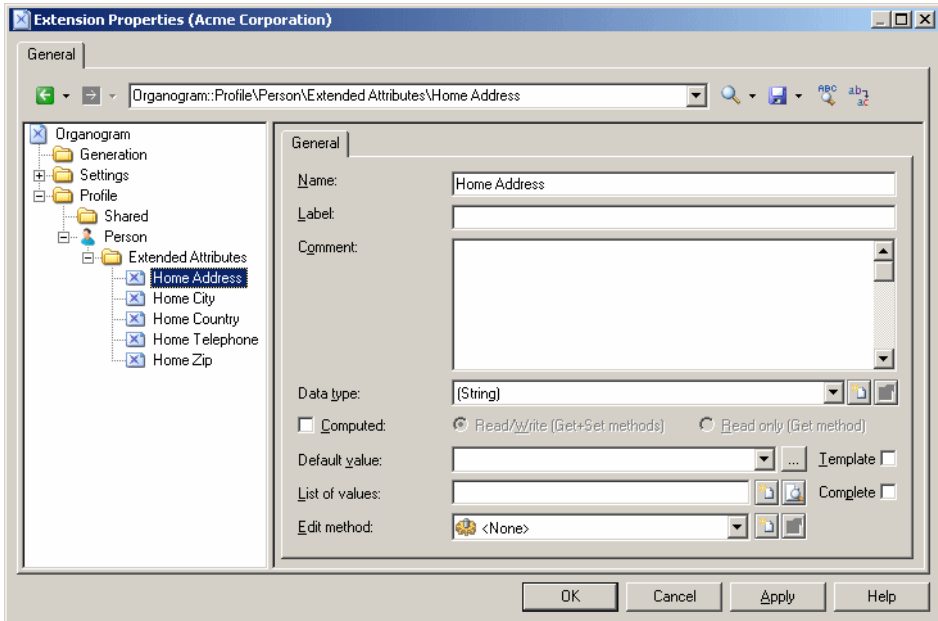 Extension Properties (Acme Corporation)
General
Organogram::Profile\Person\Extended Attributes\Home Address
ABC
ab
ac
Organogram
Generation
Settings
Profile
Shared
Person
Extended Attributes
Home Address
Home City
Home Country
Home Telephone
Home Zip
General
Name: Home Address
Label:
Comment:
Data type: (String)
Computed: Read/Write (Get+Set methods) Read only (Get method)
Default value: ... Template
List of values: Complete
Edit method: <None>
OK Cancel Apply Help